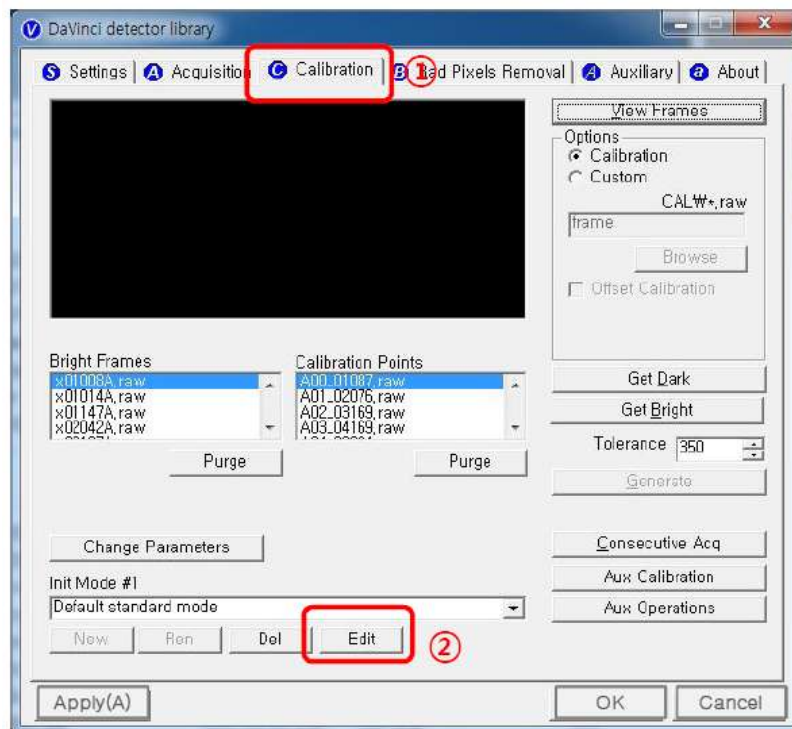 DaVinci detector library
Settings Acquisition Calibration ① Bad Pixels Removal Auxiliary About
View Frames
Options
Calibration
Custom
CAL₩*.raw
frame
Browse
Offset Calibration
Bright Frames
x01008A.raw
x01014A.raw
x01147A.raw
x02042A.raw
Purge
Calibration Points
A00_01087.raw
A01_02076.raw
A02_03169.raw
A03_04169.raw
Purge
Get Dark
Get Bright
Tolerance 350
Generate
Change Parameters
Consecutive Acq
Init Mode #1
Aux Calibration
Default standard mode
Aux Operations
New Ren Del Edit ②
Apply(A) OK Cancel